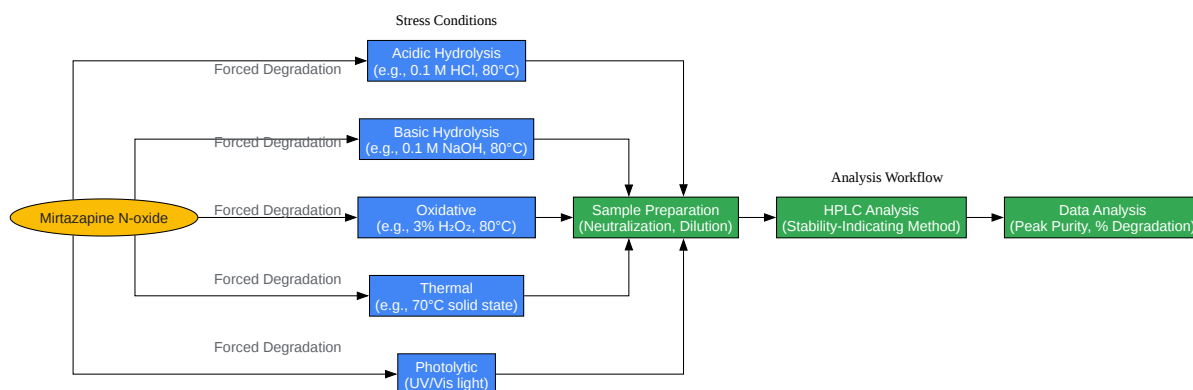 Stress Conditions
Forced Degradation
Acidic Hydrolysis
(e.g., 0.1 M HCl, 80°C)
Forced Degradation
Basic Hydrolysis
(e.g., 0.1 M NaOH, 80°C)
Analysis Workflow
Mirtazapine N-oxide
Forced Degradation
Oxidative
(e.g., 3% H₂O₂, 80°C)
Sample Preparation
(Neutralization, Dilution)
HPLC Analysis
(Stability-Indicating Method)
Data Analysis
(Peak Purity, % Degradation)
Forced Degradation
Thermal
(e.g., 70°C solid state)
Forced Degradation
Photolytic
(UV/Vis light)